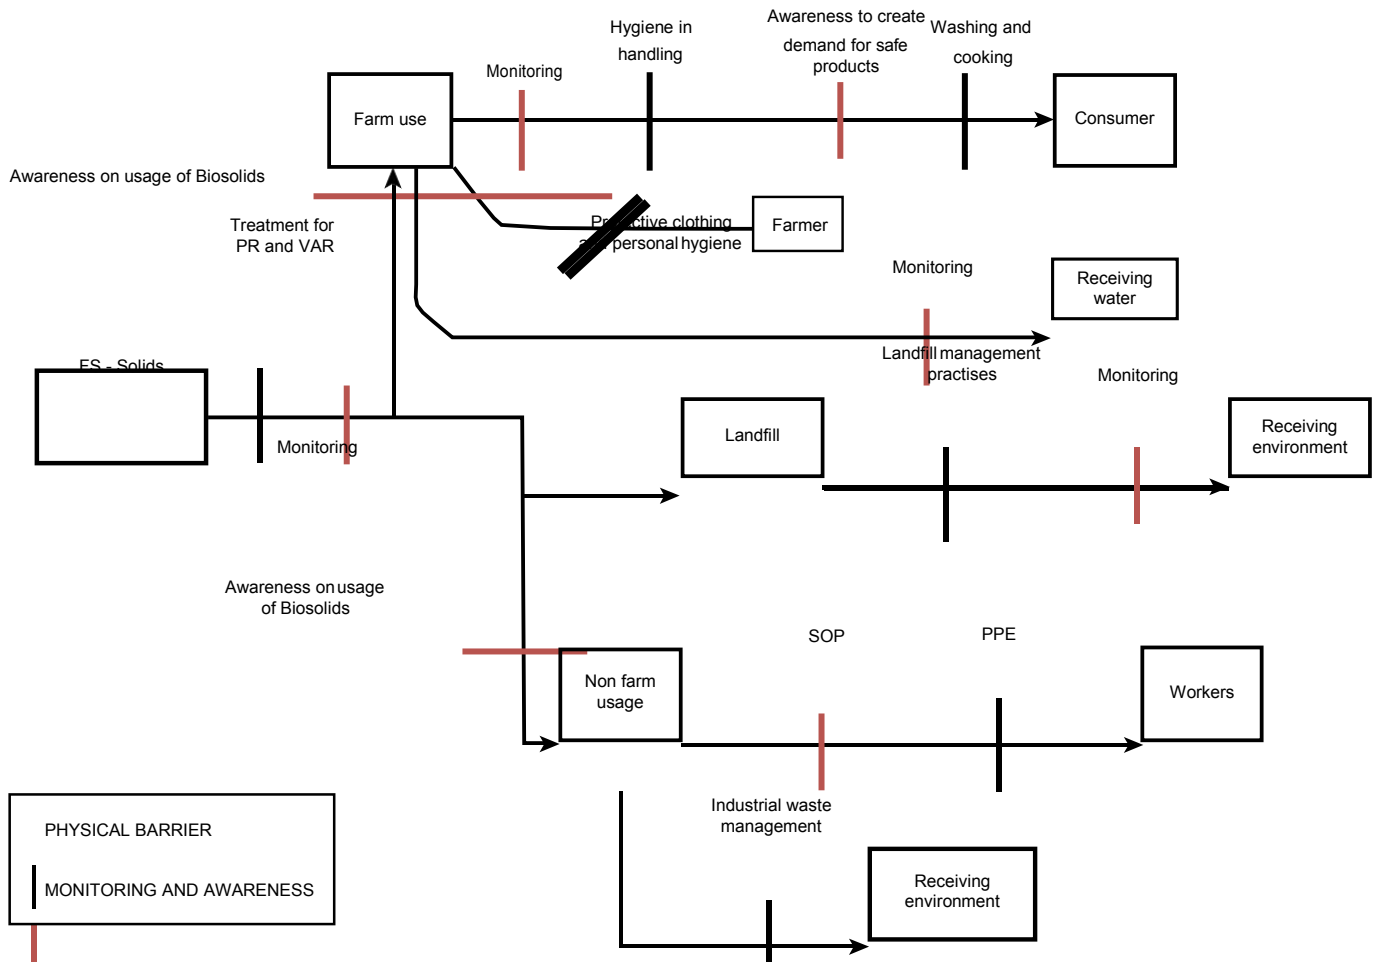 Hygiene in
handling
Awareness to create
demand for safe
products
Washing and
cooking
Monitoring
Farm use
Consumer
Awareness on usage of Biosolids
Treatment for
PR and VAR
clothing
personal hygiene
Farmer
Monitoring
Receiving
water
Landfill management
practises
Monitoring
FS - Solids
Monitoring
Landfill
Receiving
environment
Awareness on usage
of Biosolids
SOP
PPE
Non farm
usage
Workers
Industrial waste
management
PHYSICAL BARRIER
MONITORING AND AWARENESS
Receiving
environment